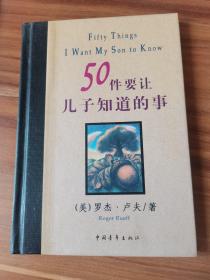 Fifty Things
I Want My Son to Know
50件要让
儿子知道的事
(美)罗杰·卢夫/著
Roger Ruuff
中国青年出版社